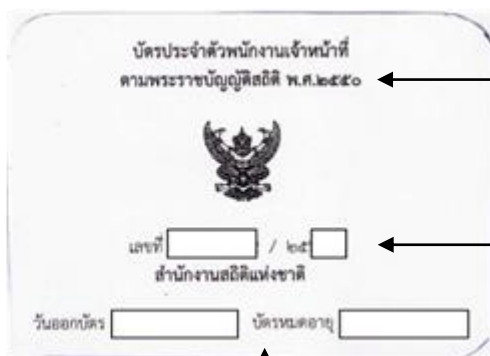 บัตรประจำตัวพนักงานเจ้าหน้าที่
ตามพระราชบัญญัติสถิติ พ.ศ.๒๕๕๐
เลขที่ / ๒๕
สำนักงานสถิติแห่งชาติ
วันออกบัตร บัตรหมดอายุ